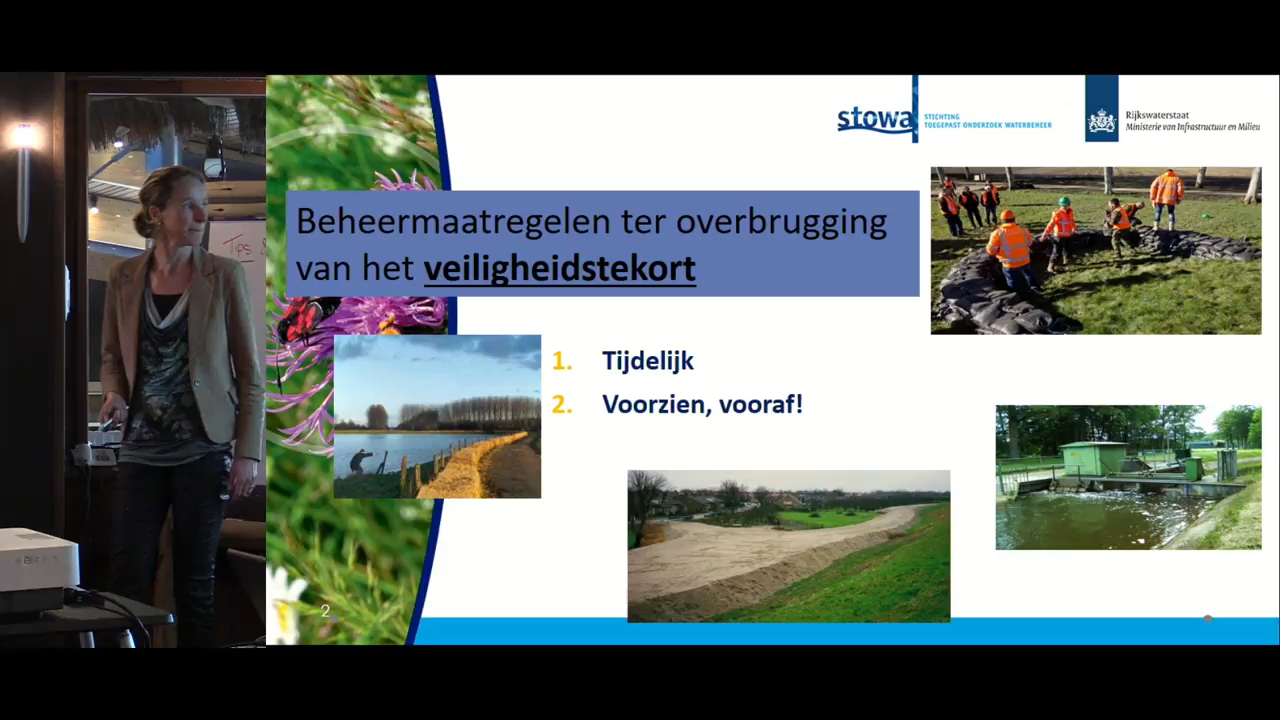 stowa
STICHTING
TOEGEPAST ONDERZOEK WATERBEHEER
Rijkswaterstaat
Ministerie van Infrastructuur en Milieu
Tips
Beheermaatregelen ter overbrugging
van het veiligheidstekort
1. Tijdelijk
2. Voorzien, vooraf!
2